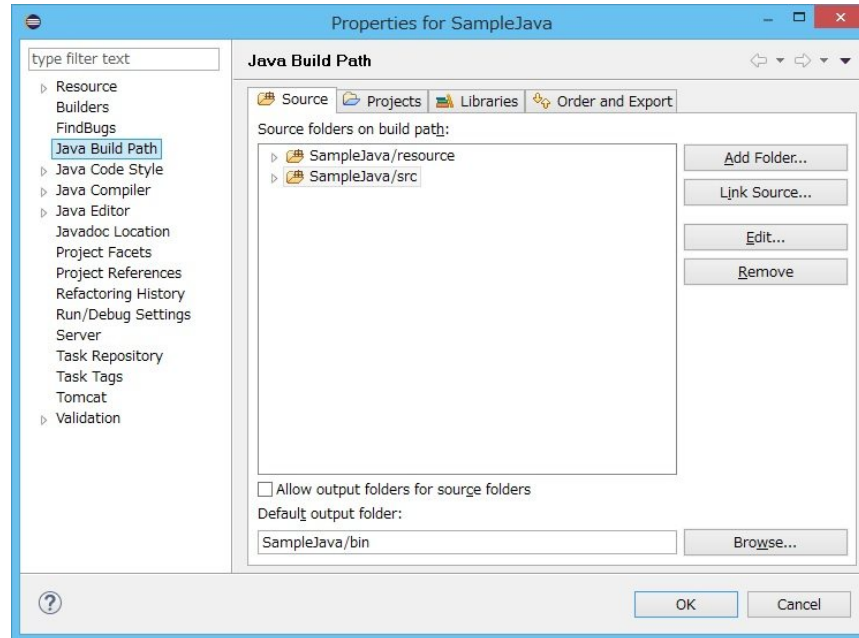 Properties for SampleJava
type filter text
Resource
Builders
FindBugs
Java Build Path
Java Code Style
Java Compiler
Java Editor
Javadoc Location
Project Facets
Project References
Refactoring History
Run/Debug Settings
Server
Task Repository
Task Tags
Tomcat
Validation
Java Build Path
Source Projects Libraries Order and Export
Source folders on build path:
SampleJava/resource
SampleJava/src
Add Folder...
Link Source...
Edit...
Remove
Allow output folders for source folders
Default output folder:
SampleJava/bin
Browse...
OK Cancel